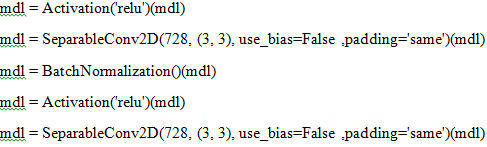 mdl = Activation('relu')(mdl)
mdl = SeparableConv2D(728, (3, 3), use_bias=False ,padding='same')(mdl)
mdl = BatchNormalization()(mdl)
mdl = Activation('relu')(mdl)
mdl = SeparableConv2D(728, (3, 3), use_bias=False ,padding='same')(mdl)